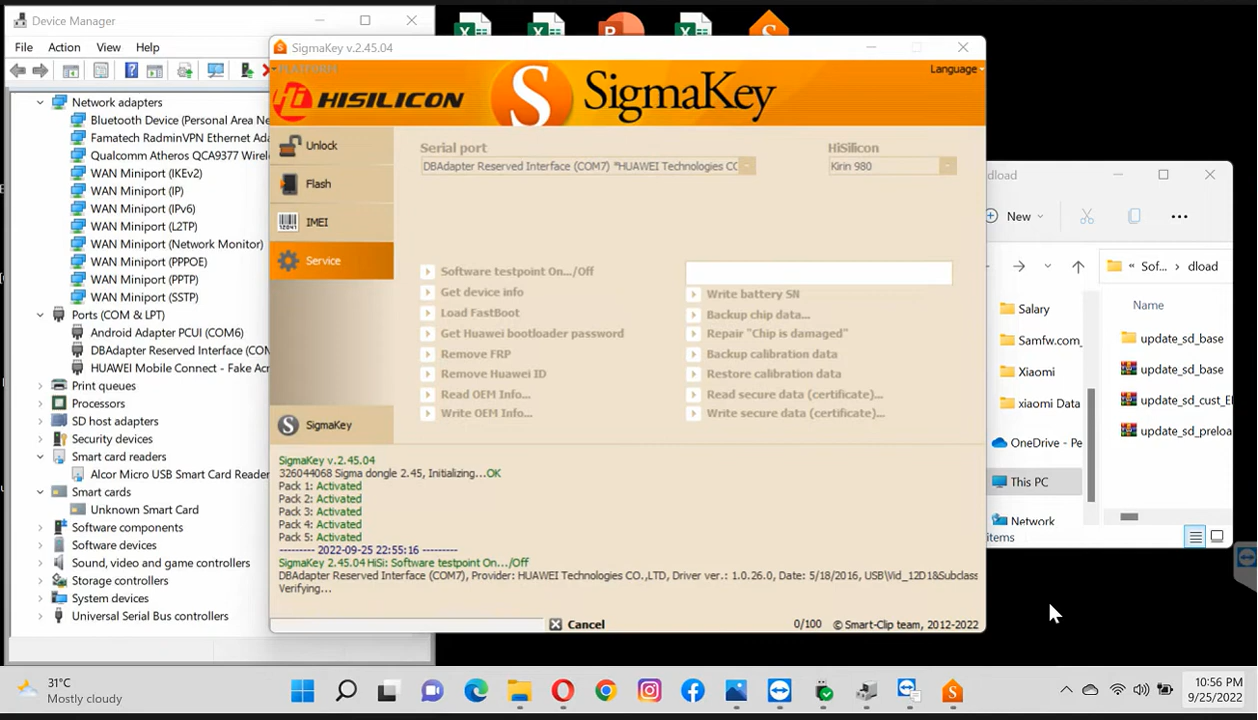 Device Manager
File Action View Help
Network adapters
Bluetooth Device (Personal Area Ne
Famatech RadminVPN Ethernet Ada
Qualcomm Atheros QCA9377 Wirele
WAN Miniport (IKEv2)
WAN Miniport (IP)
WAN Miniport (IPv6)
WAN Miniport (L2TP)
WAN Miniport (Network Monitor)
WAN Miniport (PPPOE)
WAN Miniport (PPTP)
WAN Miniport (SSTP)
Ports (COM & LPT)
Android Adapter PCUI (COM6)
DBAdapter Reserved Interface (COM
HUAWEI Mobile Connect - Fake Acr
Print queues
Processors
SD host adapters
Security devices
Smart card readers
Alcor Micro USB Smart Card Reader
Smart cards
Unknown Smart Card
Software components
Software devices
Sound, video and game controllers
Storage controllers
System devices
Universal Serial Bus controllers
SigmaKey v.2.45.04
Language
HISILICON
SigmaKey
Unlock
Flash
IMEI
Service
SigmaKey
Serial port
DBAdapter Reserved Interface (COM7) "HUAWEI Technologies CC
HiSilicon
Kirin 980
Software testpoint On.../Off
Get device info
Load FastBoot
Get Huawei bootloader password
Remove FRP
Remove Huawei ID
Read OEM Info...
Write OEM Info...
Write battery SN
Backup chip data...
Repair "Chip is damaged"
Backup calibration data
Restore calibration data
Read secure data (certificate)...
Write secure data (certificate)...
SigmaKey v.2.45.04
326044068 Sigma dongle 2.45, Initializing...OK
Pack 1: Activated
Pack 2: Activated
Pack 3: Activated
Pack 4: Activated
Pack 5: Activated
--------- 2022-09-25 22:55:16 ---------
SigmaKey 2.45.04 HiSi: Software testpoint On.../Off
DBAdapter Reserved Interface (COM7), Provider: HUAWEI Technologies CO.,LTD, Driver ver.: 1.0.26.0, Date: 5/18/2016, USB\Vid_12D1&Subclass
Verifying...
Cancel
0/100
© Smart-Clip team, 2012-2022
dload
New
« Sof... > dload
Salary
Samfw.com_
Xiaomi
xiaomi Data
OneDrive - Pe
This PC
Network
Name
update_sd_base
update_sd_base
update_sd_cust_El
update_sd_preloa
items
31°C
Mostly cloudy
10:56 PM
9/25/2022